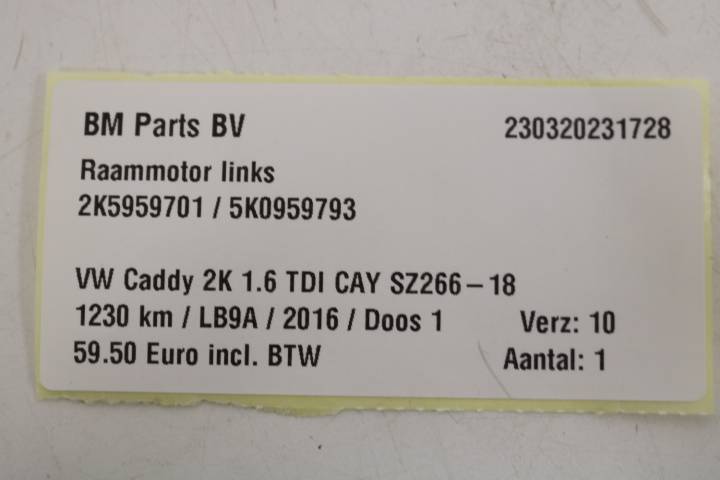 BM Parts BV 230320231728
Raammotor links
2K5959701 / 5K0959793
VW Caddy 2K 1.6 TDI CAY SZ266-18
1230 km / LB9A / 2016 / Doos 1 Verz: 10
59.50 Euro incl. BTW Aantal: 1